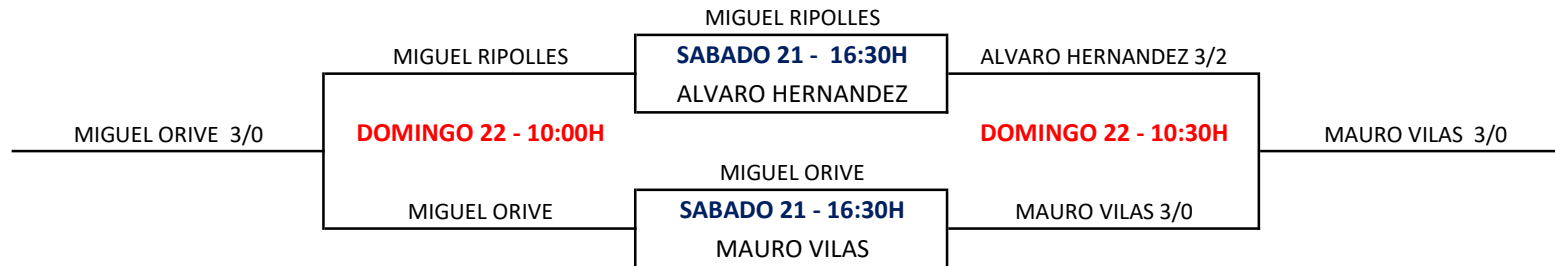 MIGUEL RIPOLLES
MIGUEL RIPOLLES
SABADO 21 - 16:30H
ALVARO HERNANDEZ 3/2
ALVARO HERNANDEZ
MIGUEL ORIVE 3/0
DOMINGO 22 - 10:00H
DOMINGO 22 - 10:30H
MAURO VILAS 3/0
MIGUEL ORIVE
MIGUEL ORIVE
SABADO 21 - 16:30H
MAURO VILAS 3/0
MAURO VILAS